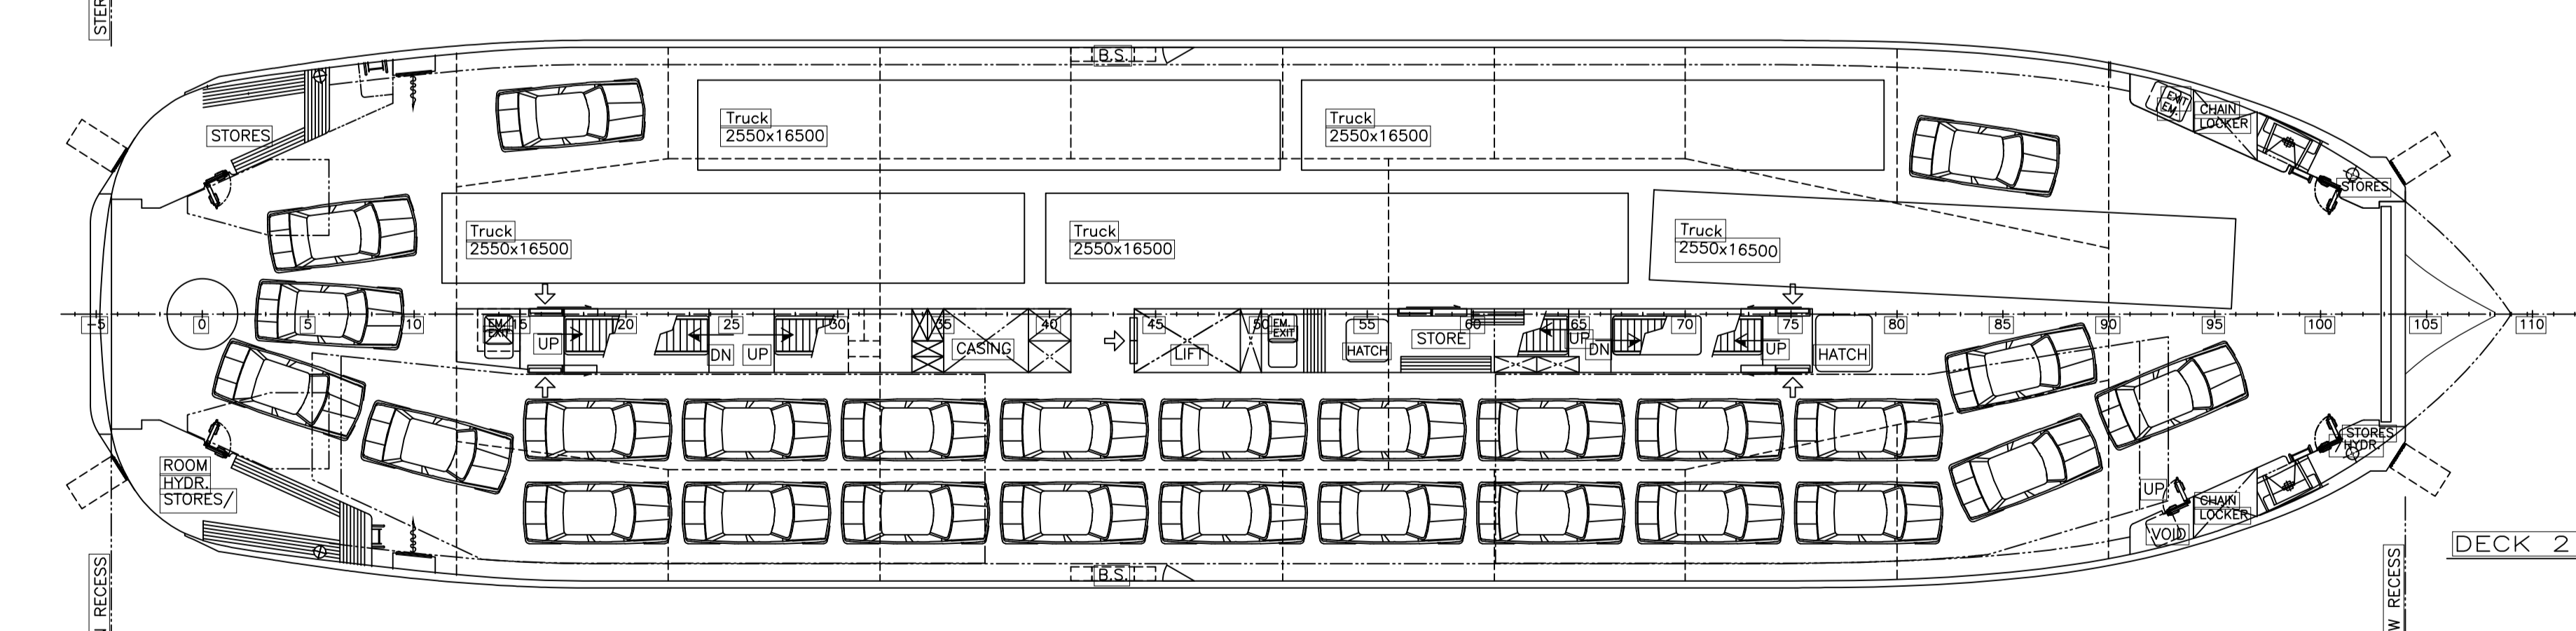 STER
B.S.
Truck
2550x16500
Truck
2550x16500
STORES
EXIT
EM.
CHAIN
LOCKER
STORES
Truck
2550x16500
Truck
2550x16500
Truck
2550x16500
-5
0
5
10
15
20
25
30
35
40
45
50
55
60
65
70
75
80
85
90
95
100
105
110
EM.
EXIT
UP
DN
UP
CASING
LIFT
EM.
EXIT
HATCH
STORE
UP
DN
UP
HATCH
ROOM
HYDR.
STORES/
STORES
/HYDR.
UP
CHAIN
LOCKER
VOID
B.S.
DECK 2
N RECESS
W RECESS